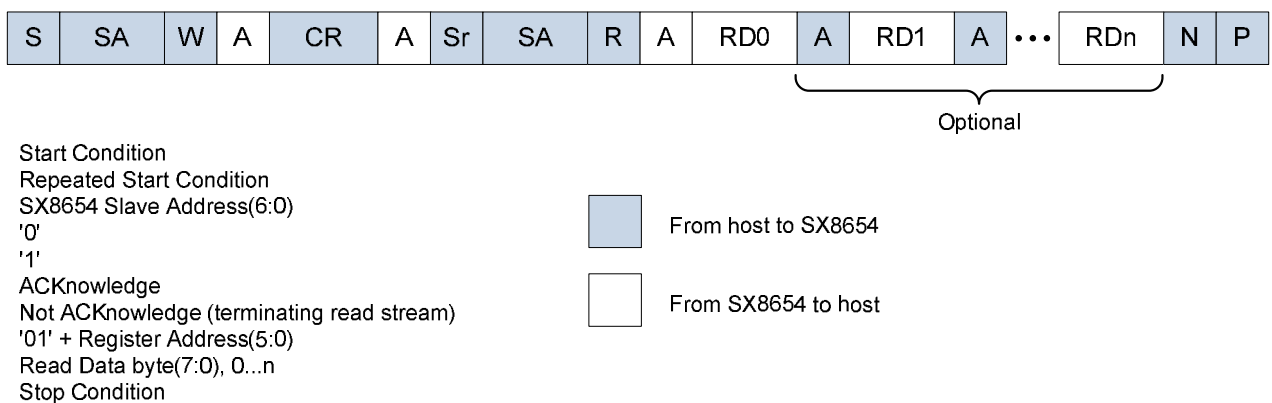 S SA W A CR A Sr SA R A RD0 A RD1 A ••• RDn N P
Optional
Start Condition
Repeated Start Condition
SX8654 Slave Address(6:0)
'0'
'1'
ACKnowledge
Not ACKnowledge (terminating read stream)
'01' + Register Address(5:0)
Read Data byte(7:0), 0...n
Stop Condition
From host to SX8654
From SX8654 to host